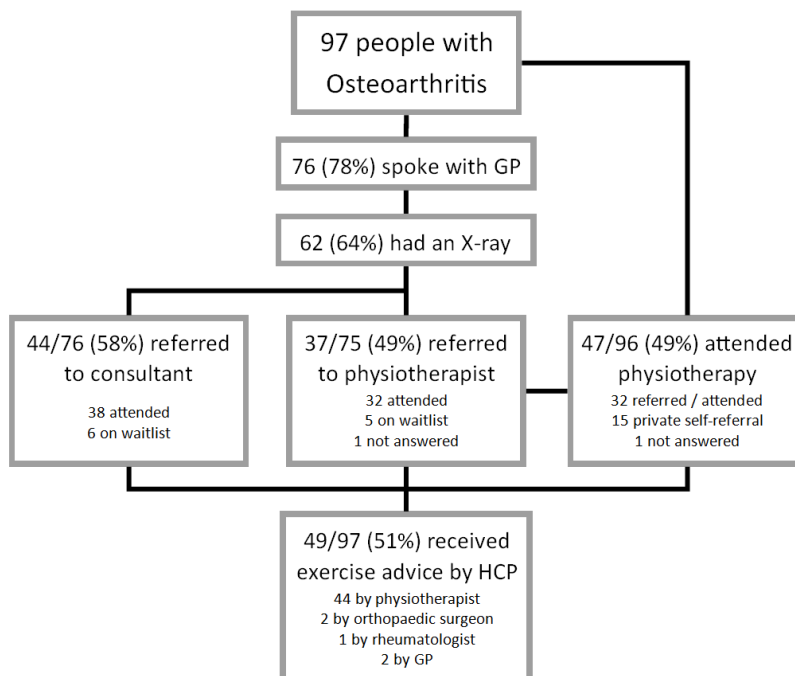 97 people with
Osteoarthritis
76 (78%) spoke with GP
62 (64%) had an X-ray
44/76 (58%) referred
to consultant
38 attended
6 on waitlist
37/75 (49%) referred
to physiotherapist
32 attended
5 on waitlist
1 not answered
47/96 (49%) attended
physiotherapy
32 referred / attended
15 private self-referral
1 not answered
49/97 (51%) received
exercise advice by HCP
44 by physiotherapist
2 by orthopaedic surgeon
1 by rheumatologist
2 by GP